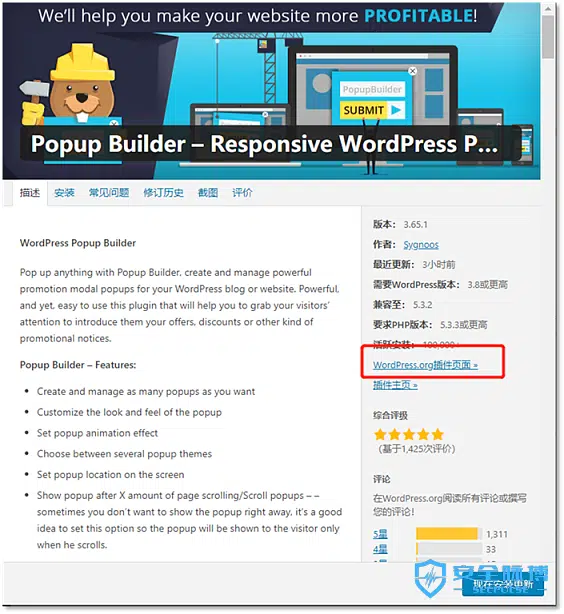 We'll help you make your website more PROFITABLE!
PopupBuilder
SUBMIT
Popup Builder – Responsive WordPress P...
描述 安装 常见问题 修订历史 截图 评价
WordPress Popup Builder
Pop up anything with Popup Builder, create and manage powerful
promotion modal popups for your WordPress blog or website. Powerful,
and yet, easy to use this plugin that will help you to grab your visitors'
attention to introduce them your offers, discounts or other kind of
promotional notices.
Popup Builder – Features:
Create and manage as many popups as you want
Customize the look and feel of the popup
Set popup animation effect
Choose between several popup themes
Set popup location on the screen
Show popup after X amount of page scrolling/Scroll popups – –
sometimes you don't want to show the popup right away, it's a good
idea to set this option so the popup will be shown to the visitor only
when he scrolls.
版本: 3.65.1
作者: Sygnoos
最近更新: 3小时前
需要WordPress版本: 3.8或更高
兼容至: 5.3.2
要求PHP版本: 5.3.3或更高
活跃安装: 100,000+
WordPress.org插件页面 »
插件主页 »
综合评级
(基于1,425次评价)
评论
在WordPress.org阅读所有评论或撰写
您的评论!
5星 1,311
4星 33
现在安装更新
安全脉搏
SECPULSE